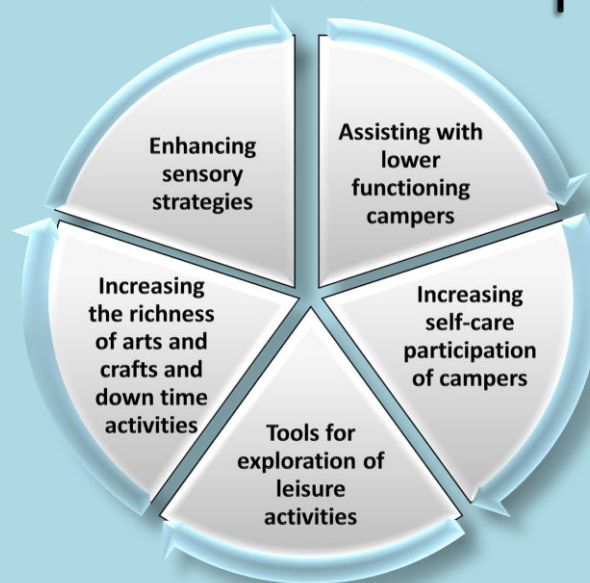 Enhancing
sensory
strategies
Assisting with
lower
functioning
campers
Increasing
self-care
participation
of campers
Tools for
exploration of
leisure
activities
Increasing
the richness
of arts and
crafts and
down time
activities